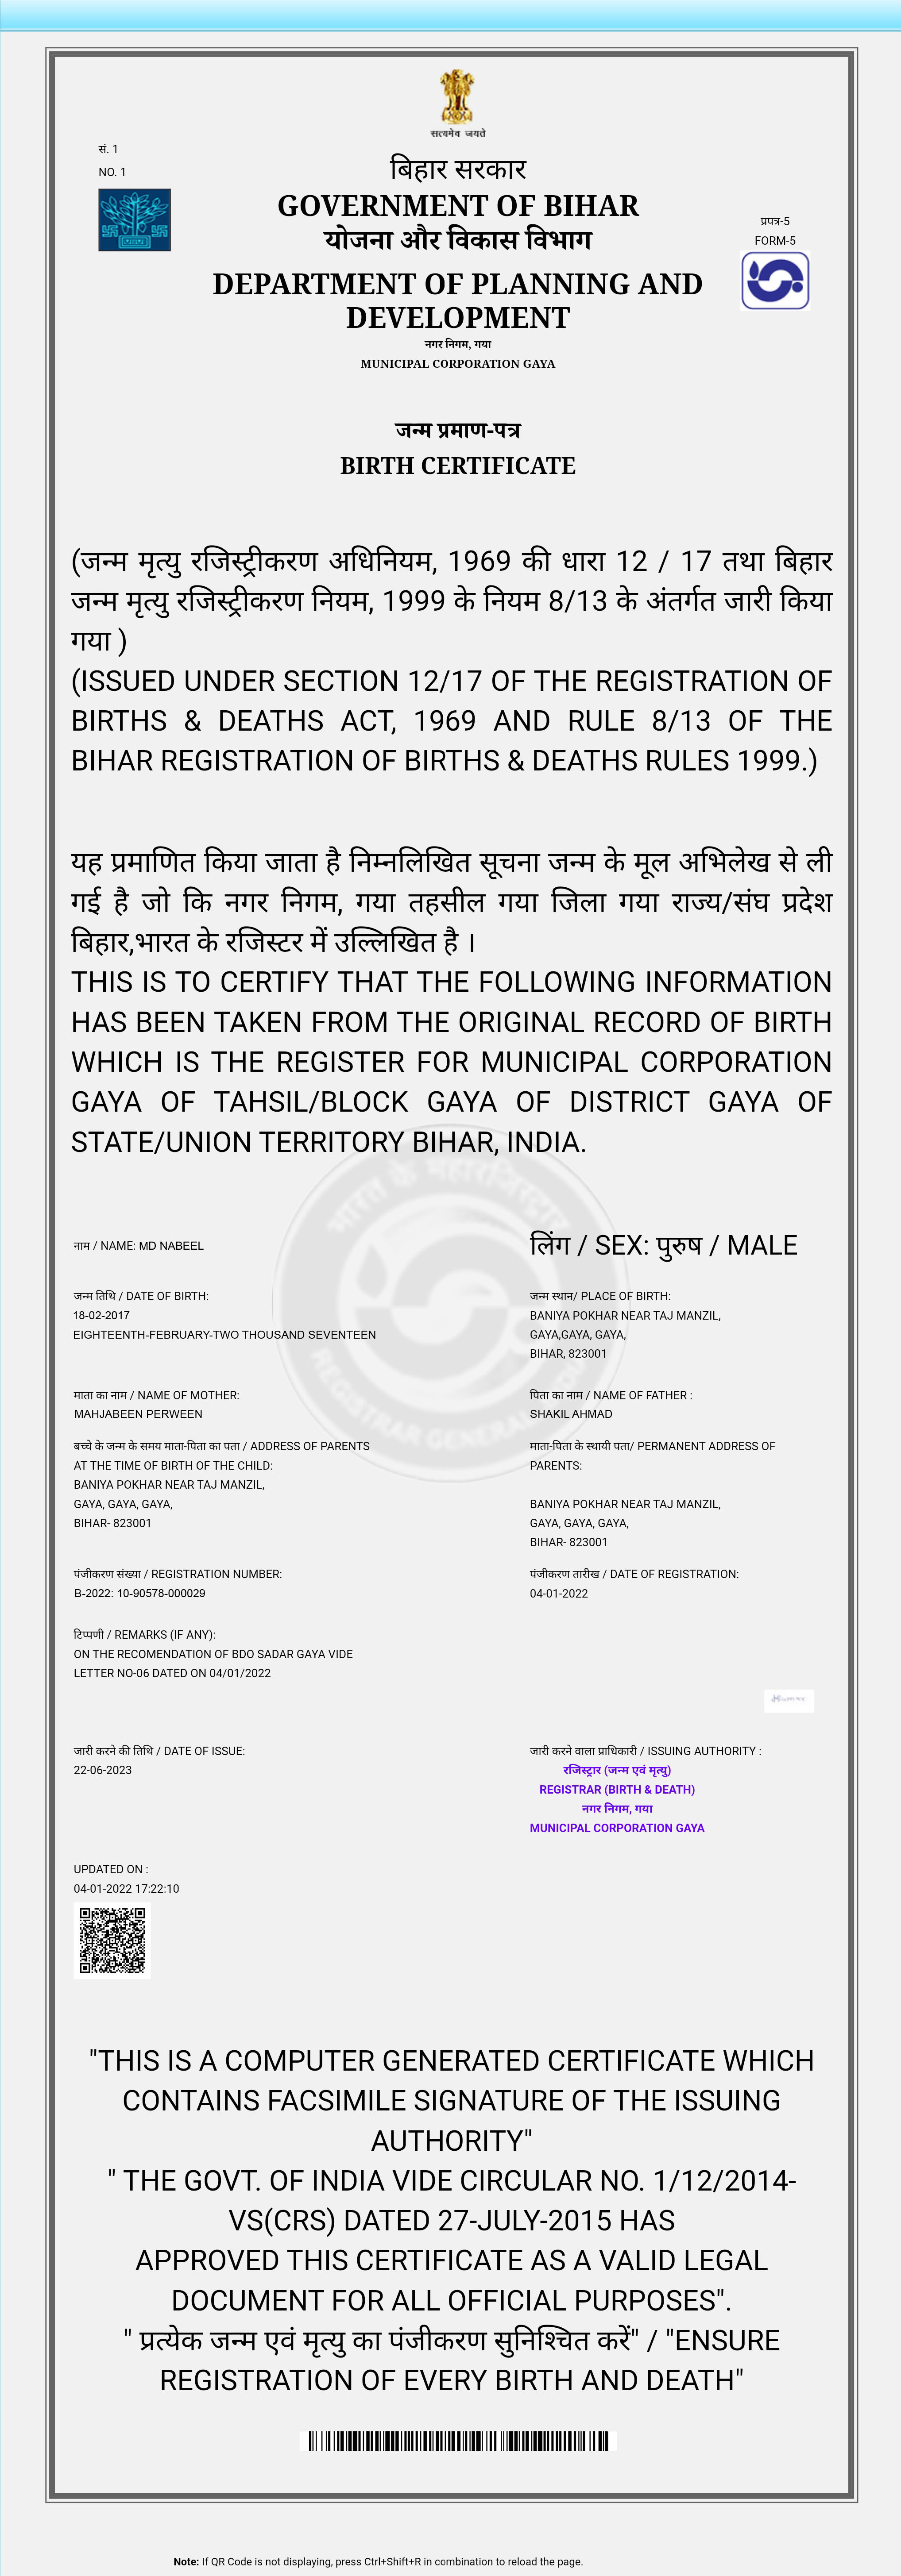 सत्यमेव जयते
सं. 1
NO. 1
बिहार सरकार
GOVERNMENT OF BIHAR
योजना और विकास विभाग
प्रपत्र-5
FORM-5
DEPARTMENT OF PLANNING AND
DEVELOPMENT
नगर निगम, गया
MUNICIPAL CORPORATION GAYA
जन्म प्रमाण-पत्र
BIRTH CERTIFICATE
(जन्म मृत्यु रजिस्ट्रीकरण अधिनियम, 1969 की धारा 12 / 17 तथा बिहार
जन्म मृत्यु रजिस्ट्रीकरण नियम, 1999 के नियम 8/13 के अंतर्गत जारी किया
गया )
(ISSUED UNDER SECTION 12/17 OF THE REGISTRATION OF
BIRTHS & DEATHS ACT, 1969 AND RULE 8/13 OF THE
BIHAR REGISTRATION OF BIRTHS & DEATHS RULES 1999.)
यह प्रमाणित किया जाता है निम्नलिखित सूचना जन्म के मूल अभिलेख से ली
गई है जो कि नगर निगम, गया तहसील गया जिला गया राज्य/संघ प्रदेश
बिहार,भारत के रजिस्टर में उल्लिखित है ।
THIS IS TO CERTIFY THAT THE FOLLOWING INFORMATION
HAS BEEN TAKEN FROM THE ORIGINAL RECORD OF BIRTH
WHICH IS THE REGISTER FOR MUNICIPAL CORPORATION
GAYA OF TAHSIL/BLOCK GAYA OF DISTRICT GAYA OF
STATE/UNION TERRITORY BIHAR, INDIA.
भारत के महारजिस्ट्रार
REGISTRAR GENERAL
नाम / NAME: MD NABEEL
लिंग / SEX: पुरुष / MALE
जन्म तिथि / DATE OF BIRTH:
18-02-2017
EIGHTEENTH-FEBRUARY-TWO THOUSAND SEVENTEEN
जन्म स्थान/ PLACE OF BIRTH:
BANIYA POKHAR NEAR TAJ MANZIL,
GAYA,GAYA, GAYA,
BIHAR, 823001
माता का नाम / NAME OF MOTHER:
MAHJABEEN PERWEEN
पिता का नाम / NAME OF FATHER :
SHAKIL AHMAD
बच्चे के जन्म के समय माता-पिता का पता / ADDRESS OF PARENTS
AT THE TIME OF BIRTH OF THE CHILD:
BANIYA POKHAR NEAR TAJ MANZIL,
GAYA, GAYA, GAYA,
BIHAR- 823001
माता-पिता के स्थायी पता/ PERMANENT ADDRESS OF
PARENTS:
BANIYA POKHAR NEAR TAJ MANZIL,
GAYA, GAYA, GAYA,
BIHAR- 823001
पंजीकरण संख्या / REGISTRATION NUMBER:
B-2022: 10-90578-000029
पंजीकरण तारीख / DATE OF REGISTRATION:
04-01-2022
टिप्पणी / REMARKS (IF ANY):
ON THE RECOMENDATION OF BDO SADAR GAYA VIDE
LETTER NO-06 DATED ON 04/01/2022
जारी करने की तिथि / DATE OF ISSUE:
22-06-2023
जारी करने वाला प्राधिकारी / ISSUING AUTHORITY :
रजिस्ट्रार (जन्म एवं मृत्यु)
REGISTRAR (BIRTH & DEATH)
नगर निगम, गया
MUNICIPAL CORPORATION GAYA
UPDATED ON :
04-01-2022 17:22:10
"THIS IS A COMPUTER GENERATED CERTIFICATE WHICH
CONTAINS FACSIMILE SIGNATURE OF THE ISSUING
AUTHORITY"
" THE GOVT. OF INDIA VIDE CIRCULAR NO. 1/12/2014-
VS(CRS) DATED 27-JULY-2015 HAS
APPROVED THIS CERTIFICATE AS A VALID LEGAL
DOCUMENT FOR ALL OFFICIAL PURPOSES".
" प्रत्येक जन्म एवं मृत्यु का पंजीकरण सुनिश्चित करें" / "ENSURE
REGISTRATION OF EVERY BIRTH AND DEATH"
Note: If QR Code is not displaying, press Ctrl+Shift+R in combination to reload the page.